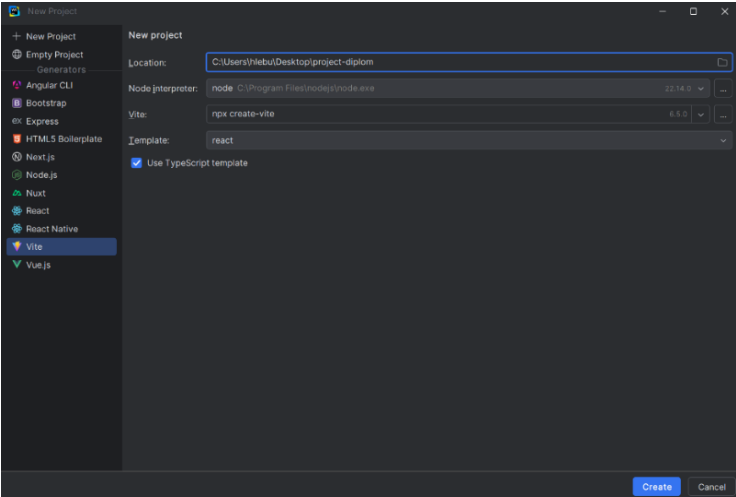 New Project
New Project
Empty Project
Generators
Angular CLI
Bootstrap
ex Express
HTML5 Boilerplate
Next.js
Node.js
Nuxt
React
React Native
Vite
Vue.js
New project
Location: C:\Users\hlebu\Desktop\project-diplom
Node interpreter: node C:\Program Files\nodejs\node.exe 22.14.0 ...
Vite: npx create-vite 6.5.0 ...
Template: react
Use TypeScript template
Create Cancel